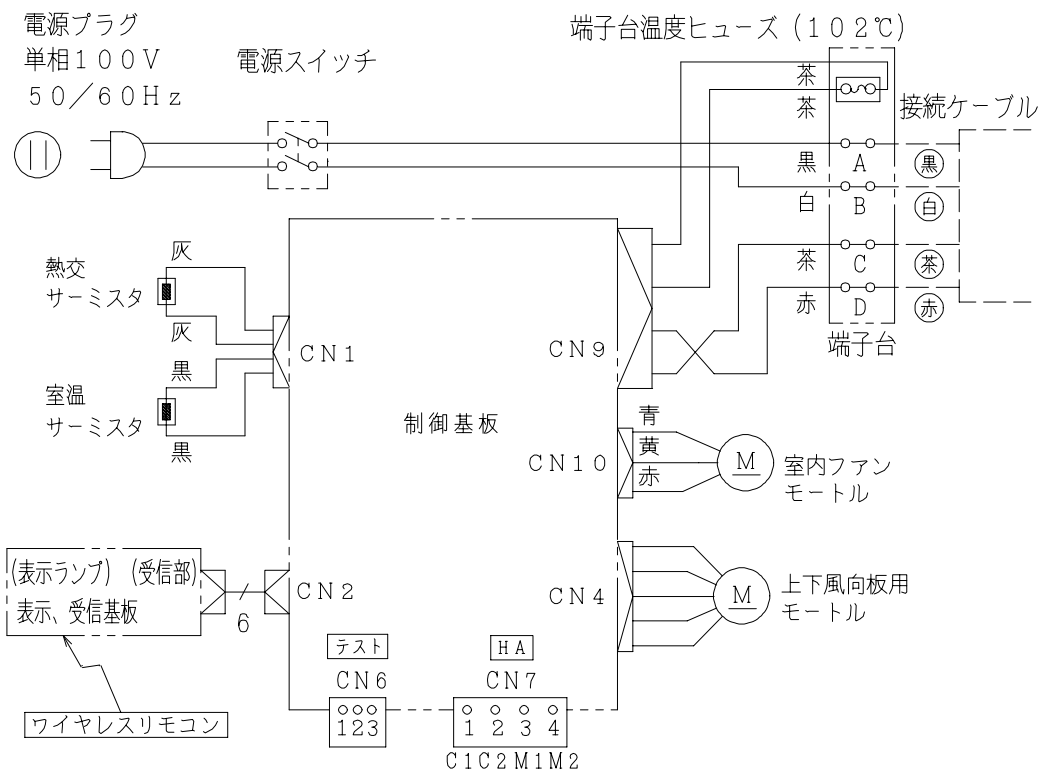 電源プラグ
単相100V
50/60Hz
電源スイッチ
端子台温度ヒューズ(102℃)
茶
茶
接続ケーブル
黒
A
黒
白
B
白
茶
C
茶
赤
D
赤
端子台
熱交
サーミスタ
灰
灰
室温
サーミスタ
黒
黒
CN1
CN9
制御基板
CN10
青
黄
赤
M
室内ファン
モートル
CN4
M
上下風向板用
モートル
(表示ランプ) (受信部)
表示、受信基板
6
CN2
ワイヤレスリモコン
テスト
CN6
123
HA
CN7
1 2 3 4
C1C2M1M2